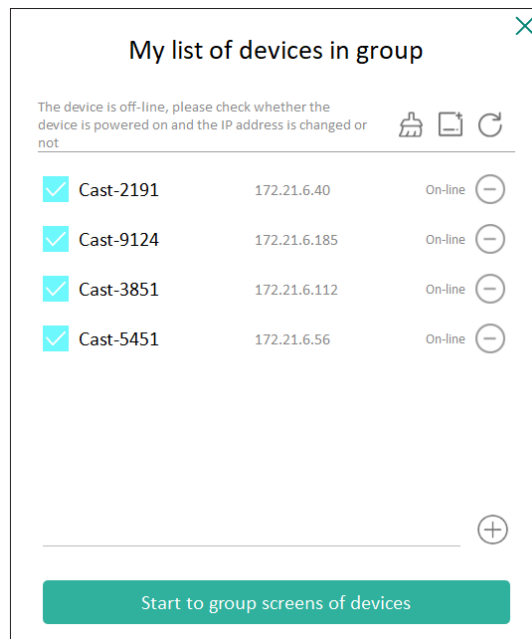 My list of devices in group
The device is off-line, please check whether the
device is powered on and the IP address is changed or
not
Cast-2191 172.21.6.40 On-line
Cast-9124 172.21.6.185 On-line
Cast-3851 172.21.6.112 On-line
Cast-5451 172.21.6.56 On-line
Start to group screens of devices